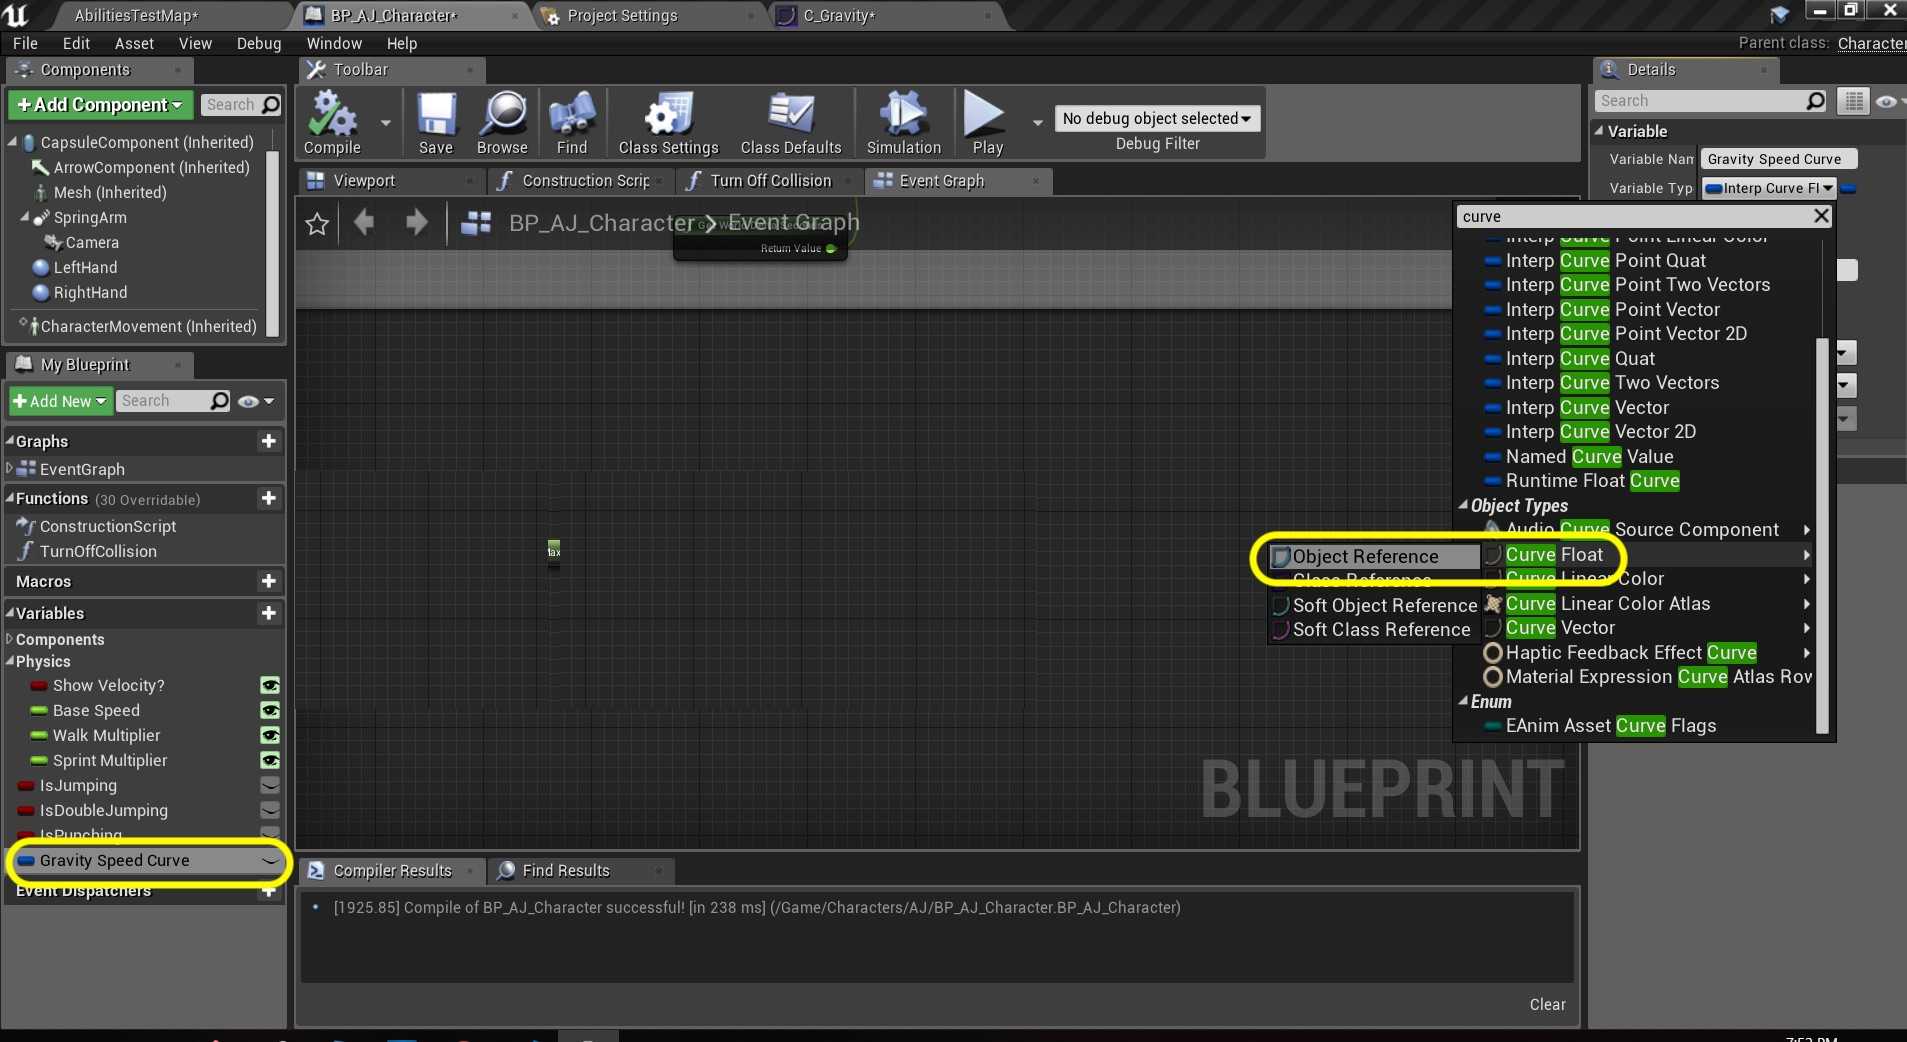 AbilitiesTestMap*
BP_AJ_Character*
Project Settings
C_Gravity*
File Edit Asset View Debug Window Help
Parent class: Character
Components
Toolbar
Details
+Add Component
Search
Compile
Save
Browse
Find
Class Settings
Class Defaults
Simulation
Play
No debug object selected
Debug Filter
Search
Variable
Variable Nam
Gravity Speed Curve
Variable Typ
Interp Curve Fl
CapsuleComponent (Inherited)
ArrowComponent (Inherited)
Mesh (Inherited)
SpringArm
Camera
LeftHand
RightHand
CharacterMovement (Inherited)
Viewport
Construction Scrip
Turn Off Collision
Event Graph
BP_AJ_Character > Event Graph
Return Value
My Blueprint
+Add New
Search
Graphs
EventGraph
Functions (30 Overridable)
ConstructionScript
TurnOffCollision
Macros
Variables
Components
Physics
Show Velocity?
Base Speed
Walk Multiplier
Sprint Multiplier
IsJumping
IsDoubleJumping
IsPunching
Gravity Speed Curve
Event Dispatchers
curve
Interp Curve Point Linear Color
Interp Curve Point Quat
Interp Curve Point Two Vectors
Interp Curve Point Vector
Interp Curve Point Vector 2D
Interp Curve Quat
Interp Curve Two Vectors
Interp Curve Vector
Interp Curve Vector 2D
Named Curve Value
Runtime Float Curve
Object Types
Audio Curve Source Component
Curve Float
Curve Linear Color
Curve Linear Color Atlas
Curve Vector
Haptic Feedback Effect Curve
Material Expression Curve Atlas Row
Enum
EAnim Asset Curve Flags
Object Reference
Class Reference
Soft Object Reference
Soft Class Reference
BLUEPRINT
Compiler Results
Find Results
[1925.85] Compile of BP_AJ_Character successful! [in 238 ms] (/Game/Characters/AJ/BP_AJ_Character.BP_AJ_Character)
Clear
7:52 PM